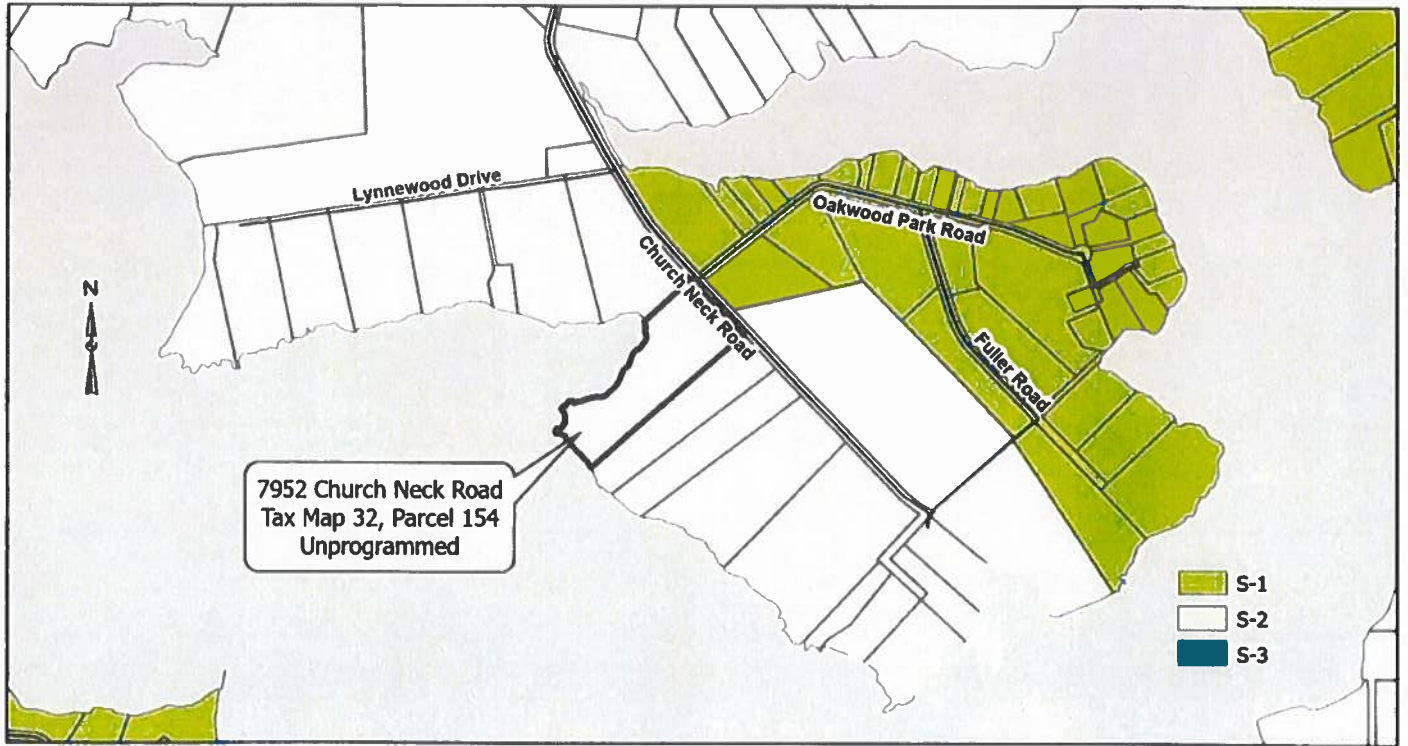 Lynnewood Drive
Oakwood Park Road
Church Neck Road
Fuller Road
N
7952 Church Neck Road
Tax Map 32, Parcel 154
Unprogrammed
S-1
S-2
S-3